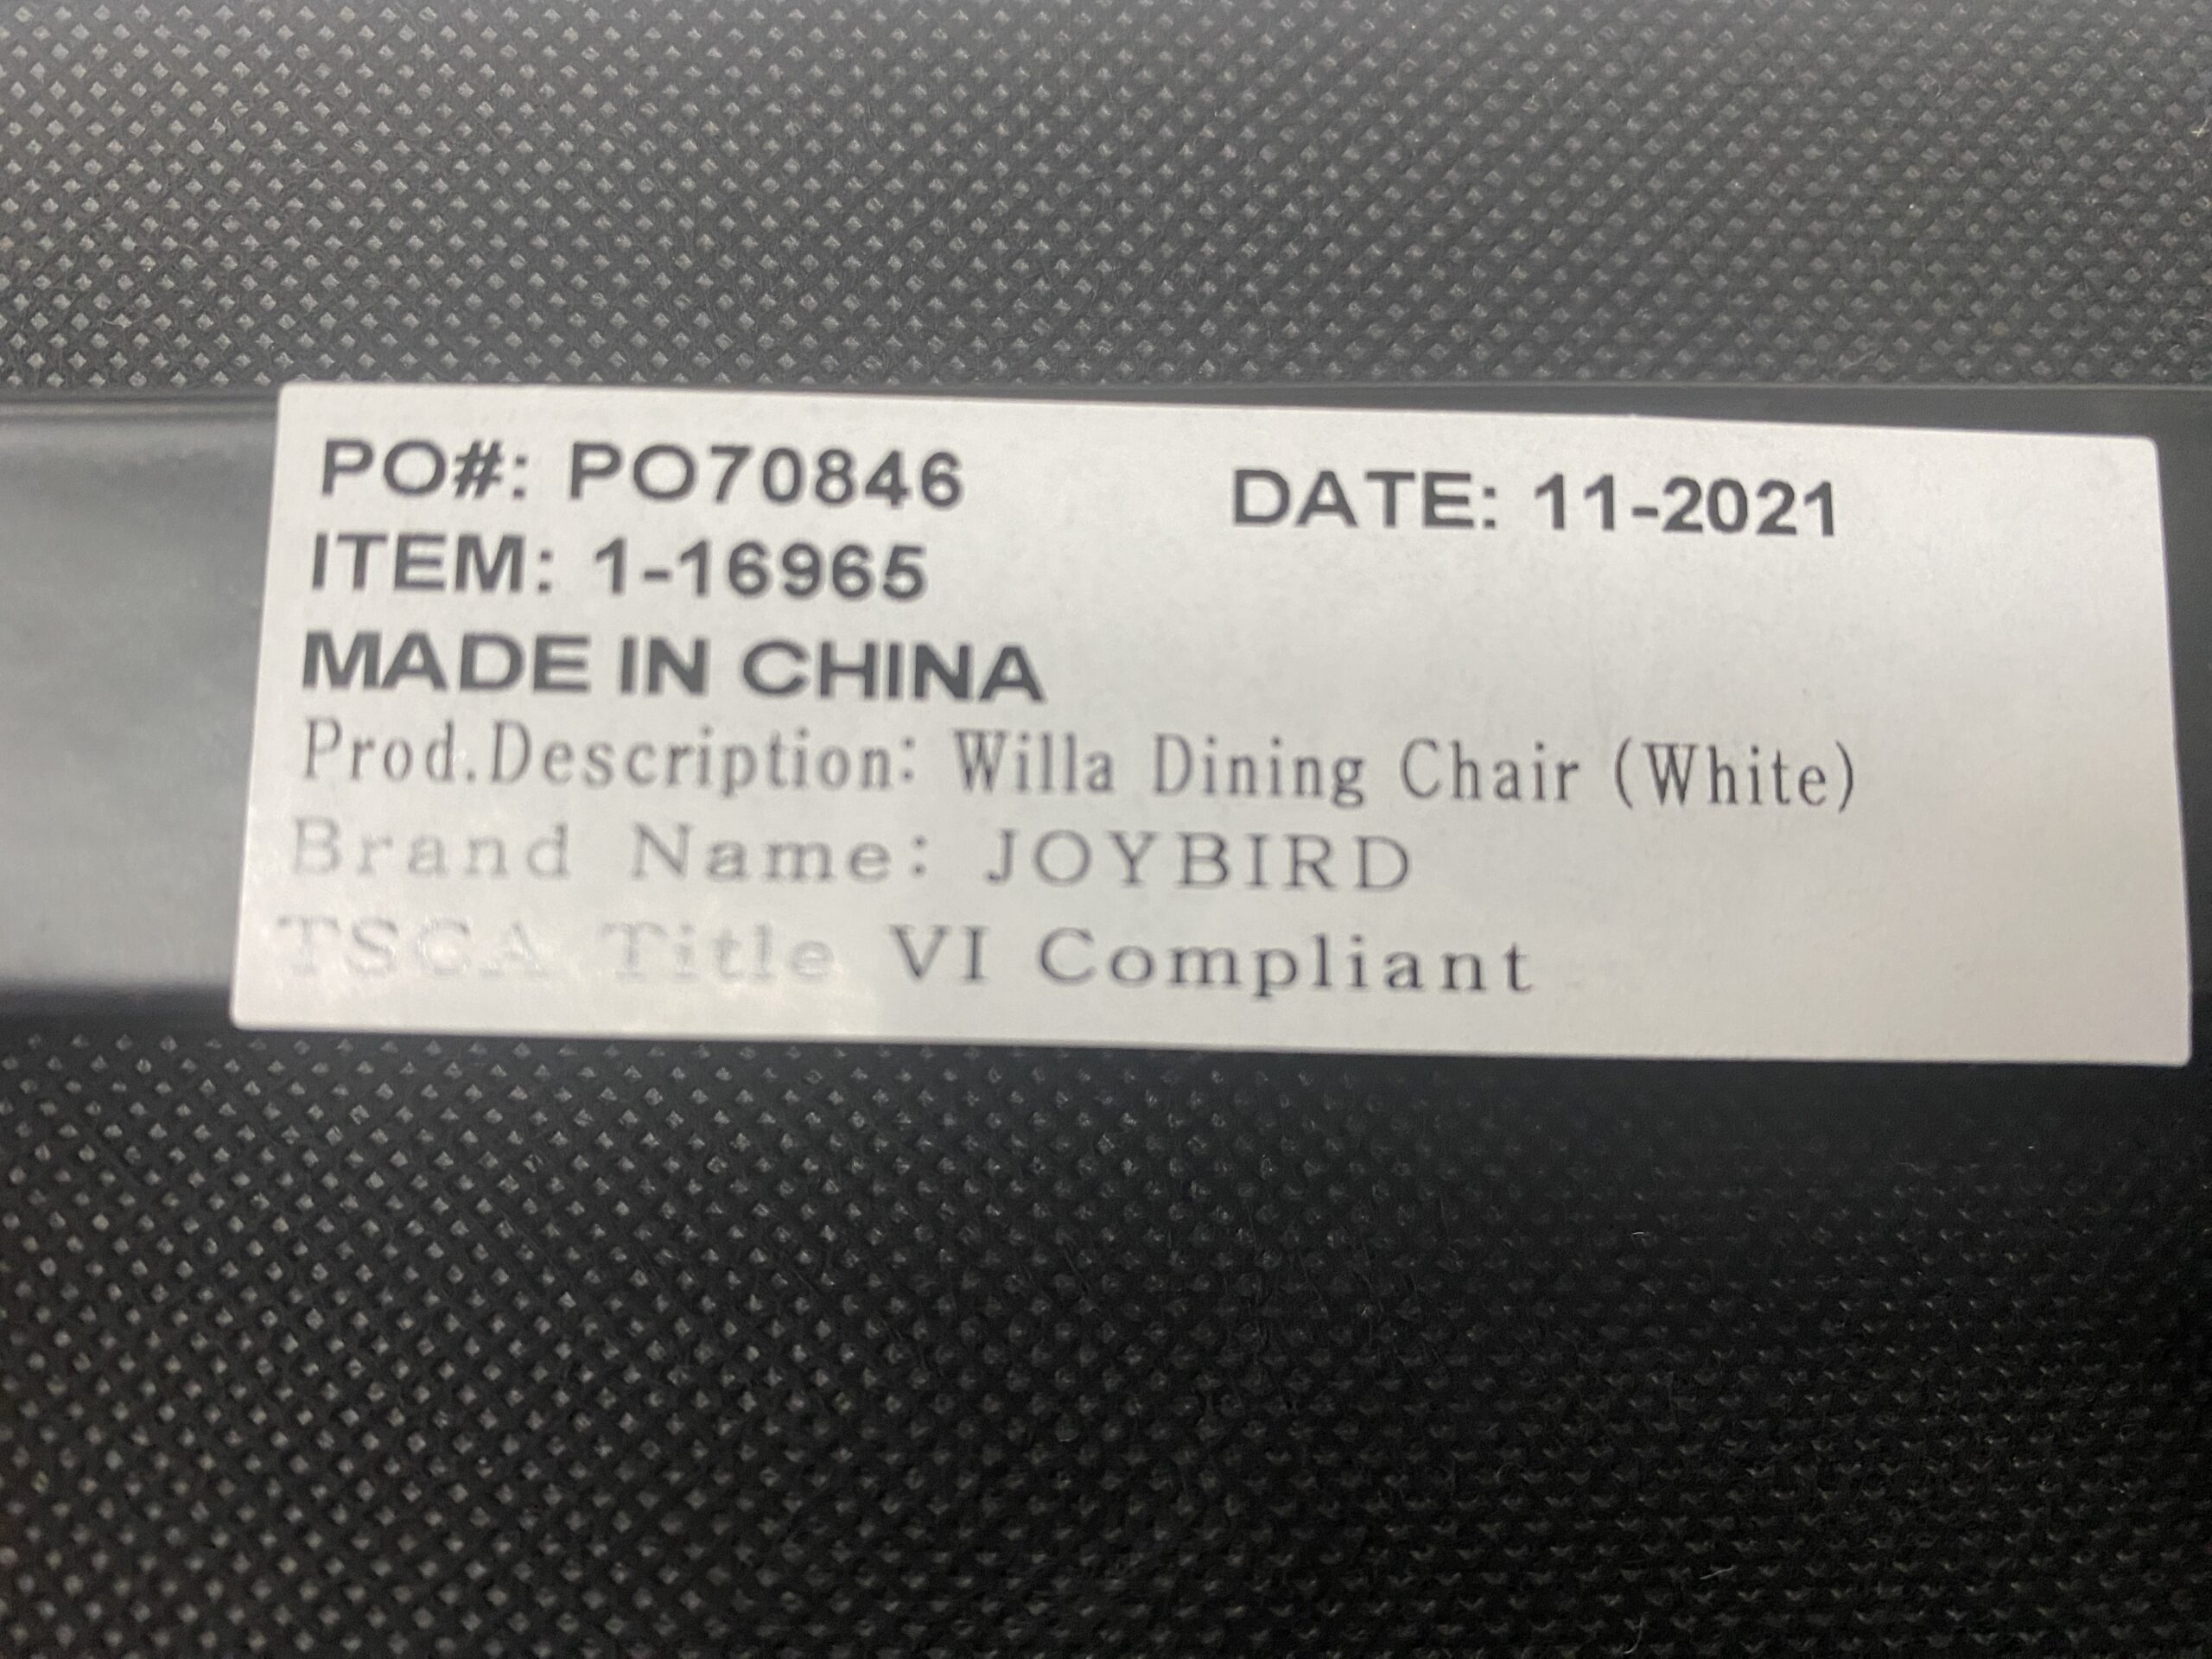 PO#: PO70846 DATE: 11-2021
ITEM: 1-16965
MADE IN CHINA
Prod.Description: Willa Dining Chair (White)
Brand Name: JOYBIRD
TSCA Title VI Compliant